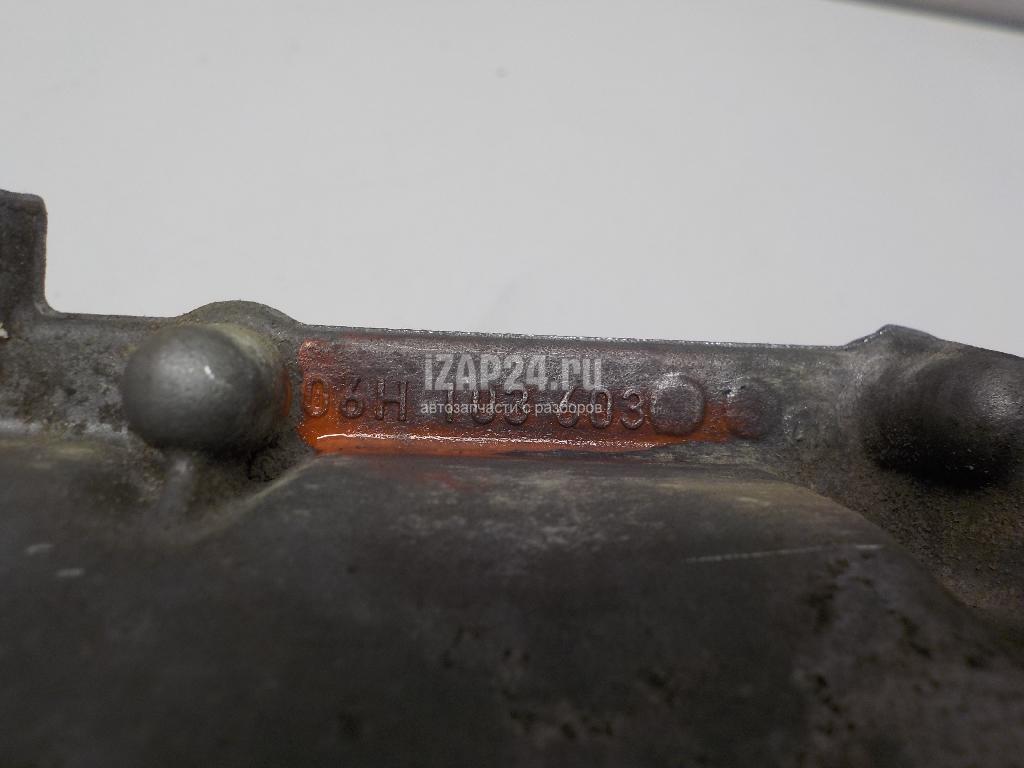 IZAP24.ru
автозапчасти с разборов
06H 103 603